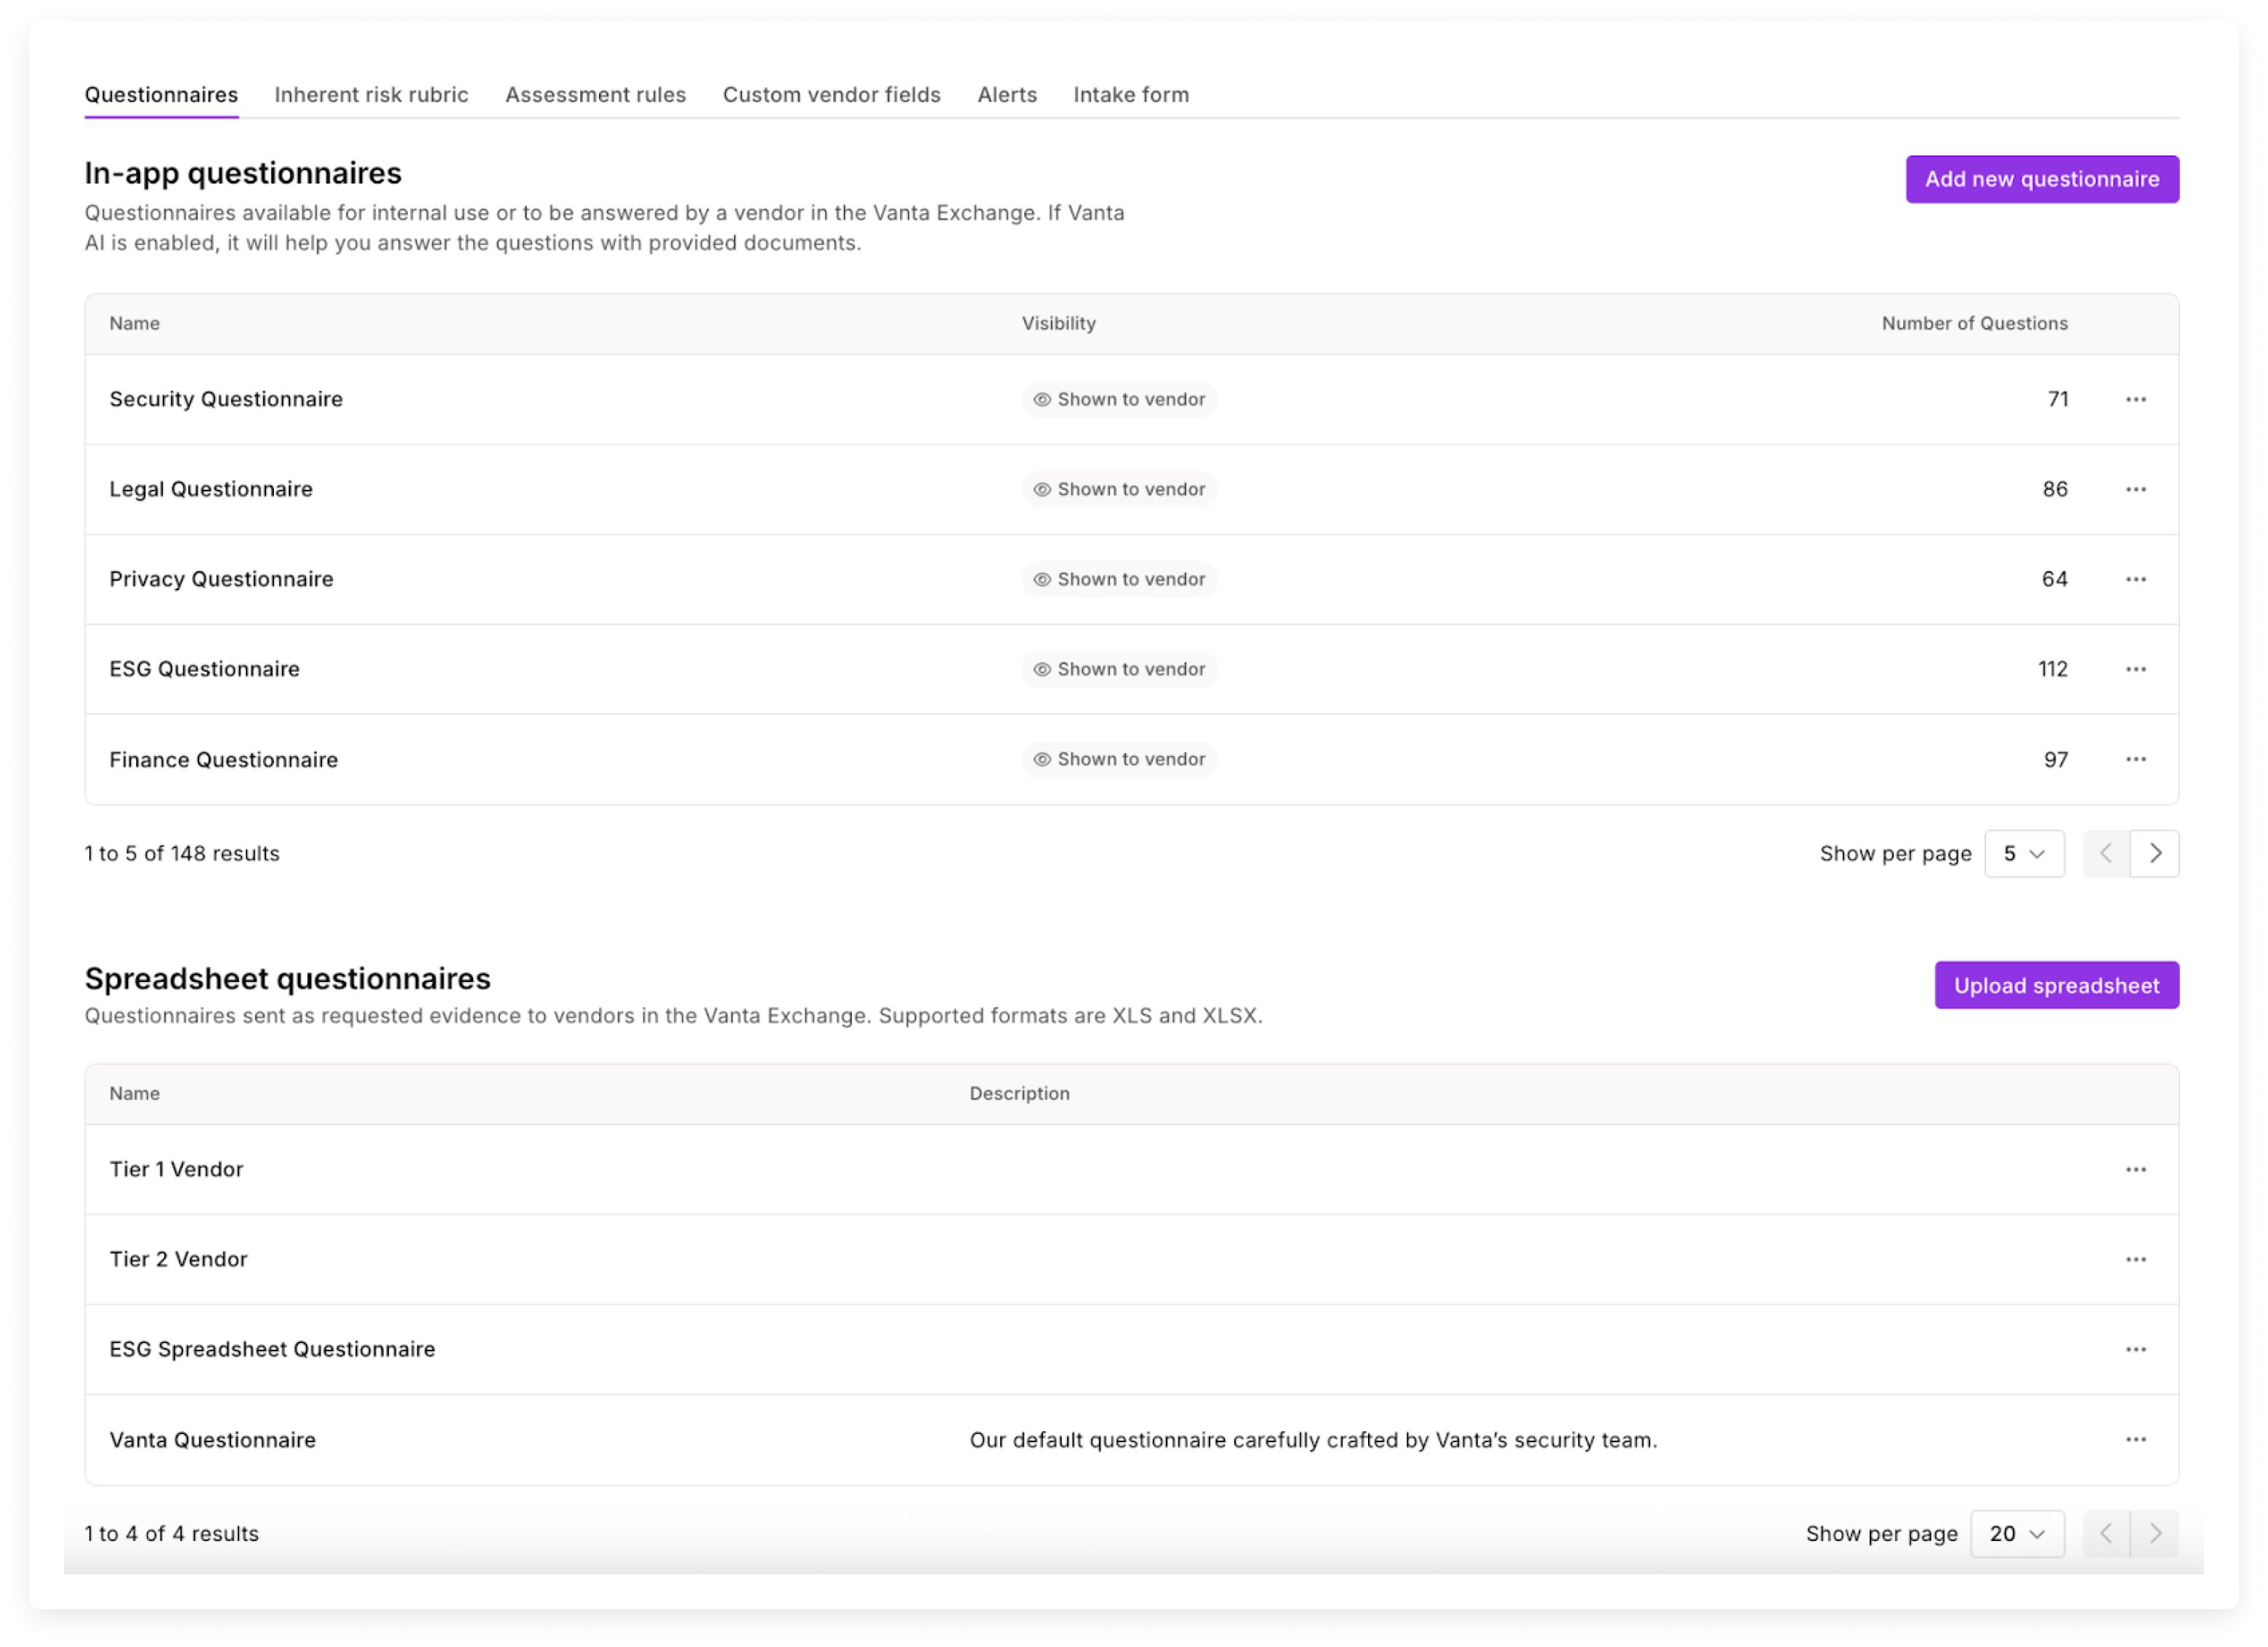 Questionnaires Inherent risk rubric Assessment rules Custom vendor fields Alerts Intake form
In-app questionnaires
Add new questionnaire
Questionnaires available for internal use or to be answered by a vendor in the Vanta Exchange. If Vanta
AI is enabled, it will help you answer the questions with provided documents.
Name Visibility Number of Questions
Security Questionnaire Shown to vendor 71
Legal Questionnaire Shown to vendor 86
Privacy Questionnaire Shown to vendor 64
ESG Questionnaire Shown to vendor 112
Finance Questionnaire Shown to vendor 97
1 to 5 of 148 results Show per page 5
Spreadsheet questionnaires
Upload spreadsheet
Questionnaires sent as requested evidence to vendors in the Vanta Exchange. Supported formats are XLS and XLSX.
Name Description
Tier 1 Vendor
Tier 2 Vendor
ESG Spreadsheet Questionnaire
Vanta Questionnaire Our default questionnaire carefully crafted by Vanta’s security team.
1 to 4 of 4 results Show per page 20